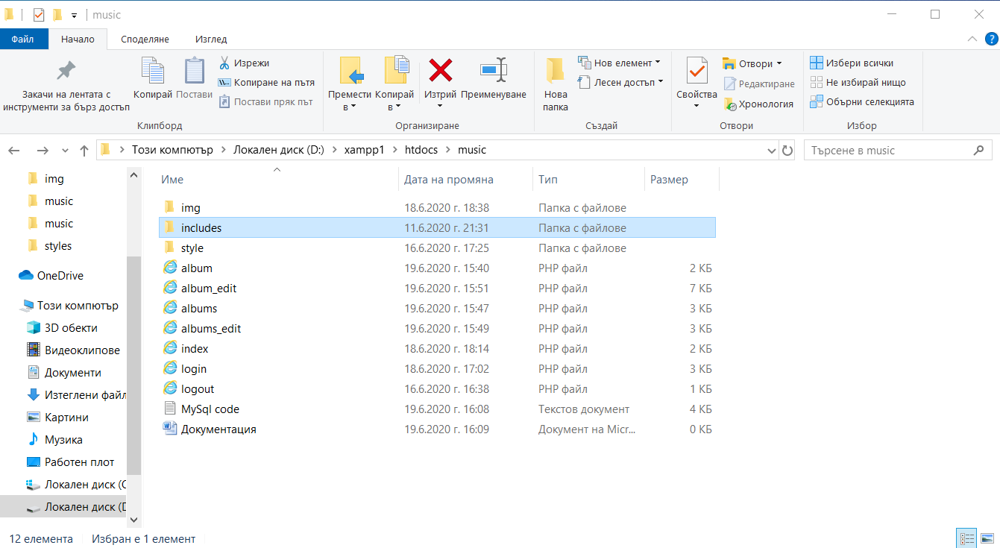 music
Файл Начало Споделяне Изглед
Закачи на лентата с
инструменти за бърз достъп
Копирай
Постави
Изрежи
Копиране на пътя
Постави пряк път
Клипборд
Премести
в
Копирай
в
Изтрий
Преименуване
Организиране
Нова
папка
Нов елемент
Лесен достъп
Създай
Свойства
Отвори
Редактиране
Хронология
Отвори
Избери всички
Не избирай нищо
Обърни селекцията
Избор
Този компютър Локален диск (D:) xampp1 htdocs music
Търсене в music
img
music
music
styles
OneDrive
Този компютър
3D обекти
Видеоклипове
Документи
Изтеглени файл
Картини
Музика
Работен плот
Локален диск (C
Локален диск (D
Име Дата на промяна Тип Размер
img 18.6.2020 г. 18:38 Папка с файлове
includes 11.6.2020 г. 21:31 Папка с файлове
style 16.6.2020 г. 17:25 Папка с файлове
album 19.6.2020 г. 15:40 PHP файл 2 КБ
album_edit 19.6.2020 г. 15:51 PHP файл 7 КБ
albums 19.6.2020 г. 15:47 PHP файл 3 КБ
albums_edit 19.6.2020 г. 15:49 PHP файл 3 КБ
index 18.6.2020 г. 18:14 PHP файл 2 КБ
login 18.6.2020 г. 17:02 PHP файл 3 КБ
logout 16.6.2020 г. 16:38 PHP файл 1 КБ
MySql code 19.6.2020 г. 16:08 Текстов документ 4 КБ
Документация 19.6.2020 г. 16:09 Документ на Micr... 0 КБ
12 елемента Избран е 1 елемент